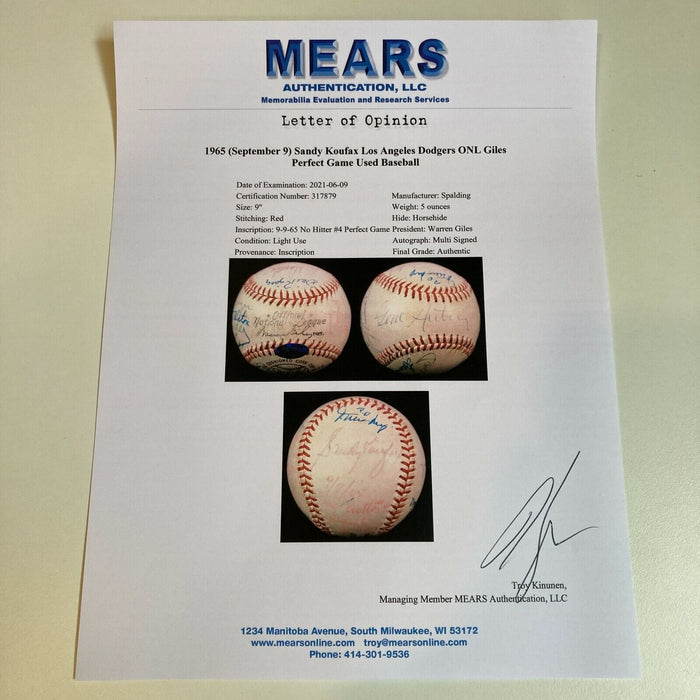 MEARS
AUTHENTICATION, LLC
Memorabilia Evaluation and Research Services
Letter of Opinion
1965 (September 9) Sandy Koufax Los Angeles Dodgers ONL Giles
Perfect Game Used Baseball
Date of Examination: 2021-06-09
Certification Number: 317879 Manufacturer: Spalding
Size: 9" Weight: 5 ounces
Stitching: Red Hide: Horsehide
Inscription: 9-9-65 No Hitter #4 Perfect Game President: Warren Giles
Condition: Light Use Autograph: Multi Signed
Provenance: Inscription Final Grade: Authentic
Official
National League
Sandy Koufax
Troy Kinunen,
Managing Member MEARS Authentication, LLC
1234 Manitoba Avenue, South Milwaukee, WI 53172
www.mearsonline.com troy@mearsonline.com
Phone: 414-301-9536